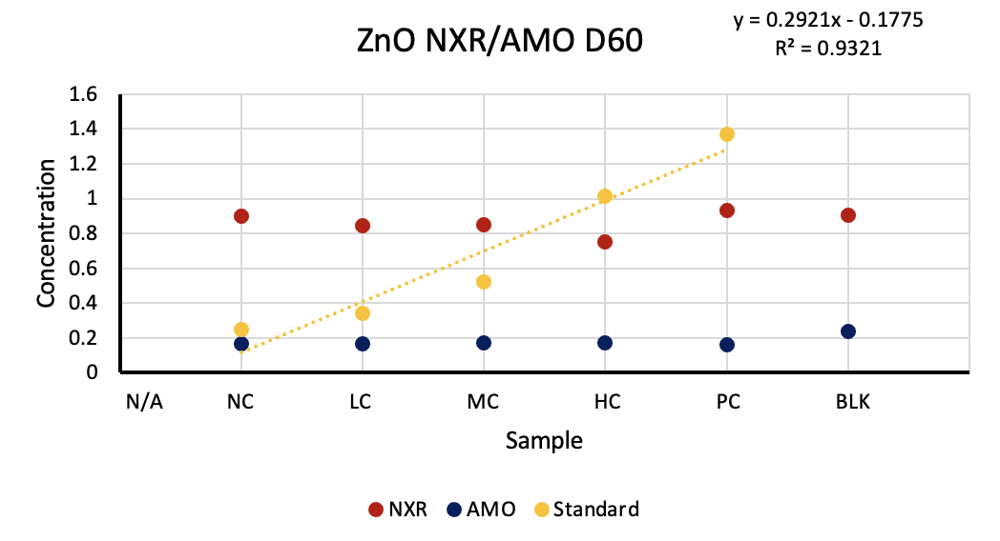 ZnO NXR/AMO D60
y = 0.2921x - 0.1775
R² = 0.9321
1.6
1.4
1.2
1
0.8
0.6
0.4
0.2
0
Concentration
N/A NC LC MC HC PC BLK
Sample
NXR AMO Standard